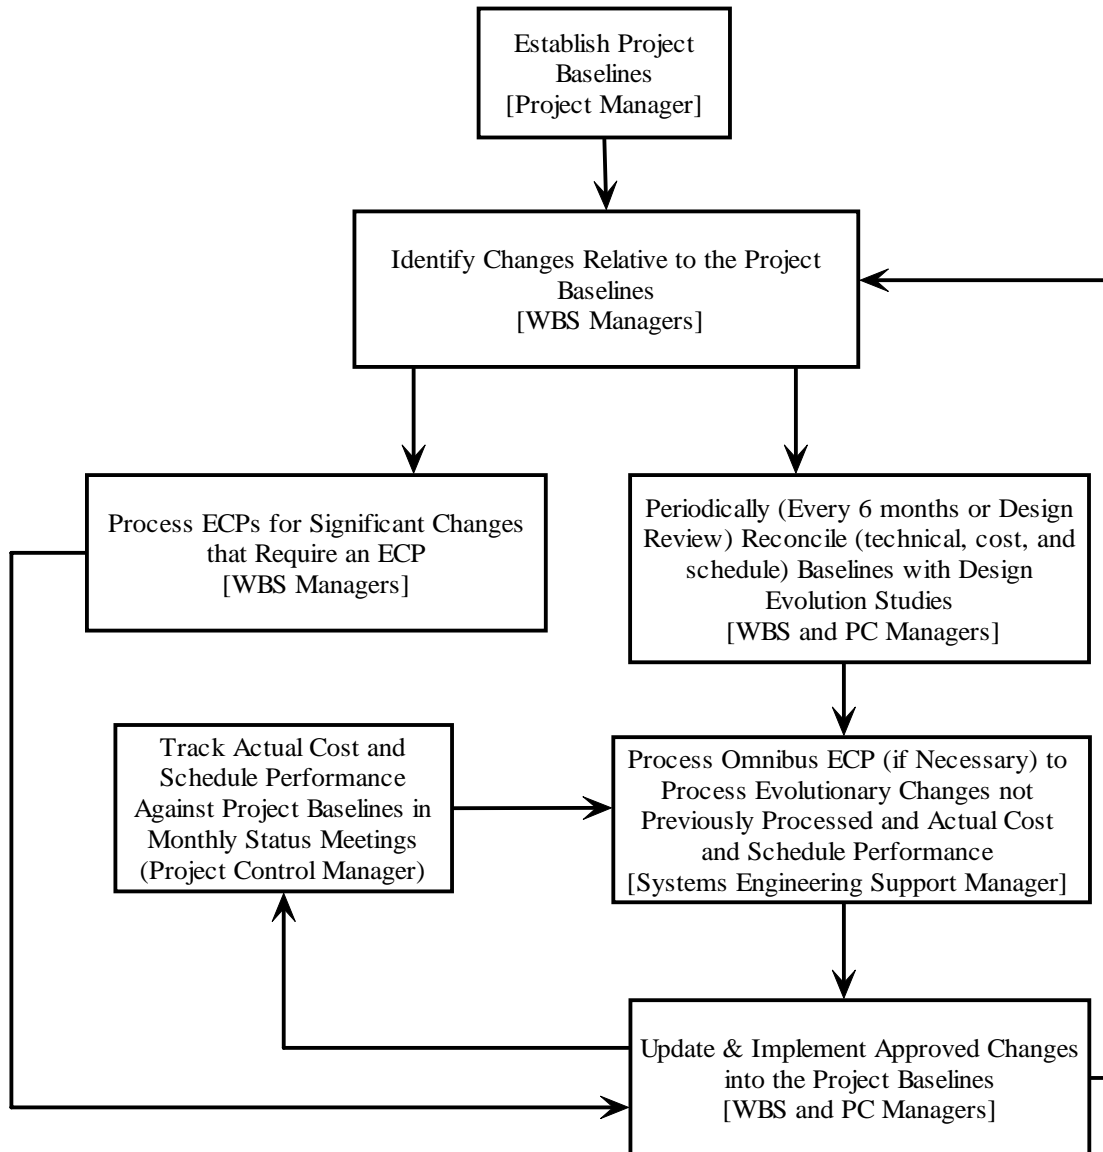 Establish Project
Baselines
[Project Manager]
Identify Changes Relative to the Project
Baselines
[WBS Managers]
Process ECPs for Significant Changes
that Require an ECP
[WBS Managers]
Periodically (Every 6 months or Design
Review) Reconcile (technical, cost, and
schedule) Baselines with Design
Evolution Studies
[WBS and PC Managers]
Track Actual Cost and
Schedule Performance
Against Project Baselines in
Monthly Status Meetings
(Project Control Manager)
Process Omnibus ECP (if Necessary) to
Process Evolutionary Changes not
Previously Processed and Actual Cost
and Schedule Performance
[Systems Engineering Support Manager]
Update & Implement Approved Changes
into the Project Baselines
[WBS and PC Managers]